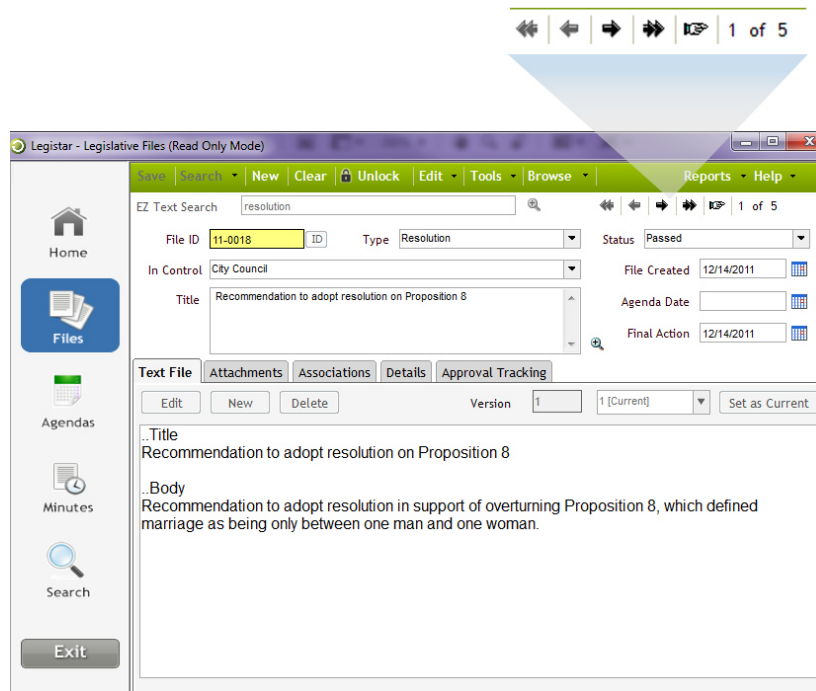 1 of 5
Legistar - Legislative Files (Read Only Mode)
Save Search New Clear Unlock Edit Tools Browse Reports Help
EZ Text Search resolution 1 of 5
File ID 11-0018 ID Type Resolution Status Passed
In Control City Council File Created 12/14/2011
Title Recommendation to adopt resolution on Proposition 8 Agenda Date
Final Action 12/14/2011
Home
Files
Agendas
Minutes
Search
Exit
Text File Attachments Associations Details Approval Tracking
Edit New Delete Version 1 1 [Current] Set as Current
..Title
Recommendation to adopt resolution on Proposition 8
..Body
Recommendation to adopt resolution in support of overturning Proposition 8, which defined
marriage as being only between one man and one woman.